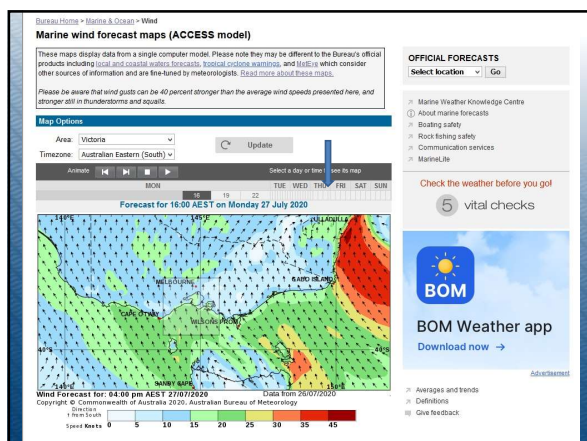 Bureau Home > Marine & Ocean > Wind
Marine wind forecast maps (ACCESS model)
These maps display data from a single computer model. Please note they may be different to the Bureau's official
products including local and coastal waters forecasts, tropical cyclone warnings, and MetEye which consider
other sources of information and are fine-tuned by meteorologists. Read more about these maps.
Please be aware that wind gusts can be 40 percent stronger than the average wind speeds presented here, and
stronger still in thunderstorms and squalls.
Map Options
Area: Victoria
Update
Timezone: Australian Eastern (South)
Animate
Select a day or time to see its map
MON TUE WED THU FRI SAT SUN
16 19 22
Forecast for 16:00 AEST on Monday 27 July 2020
140°E 145°E ULLADULLA
MELBOURNE GABO ISLAND
CAPE OTWAY WILSONS PROM
40°S 40°S
140°E SANDY CAPE 150°E
Wind Forecast for: 04:00 pm AEST 27/07/2020 Data from 26/07/2020
Copyright © Commonwealth of Australia 2020, Australian Bureau of Meteorology
Direction
↑ from South
Speed Knots 0 5 10 15 20 25 30 35 45
OFFICIAL FORECASTS
Select location Go
Marine Weather Knowledge Centre
About marine forecasts
Boating safety
Rock fishing safety
Communication services
MarineLite
Check the weather before you go!
5 vital checks
BOM
BOM Weather app
Download now →
Advertisement
Averages and trends
Definitions
Give feedback